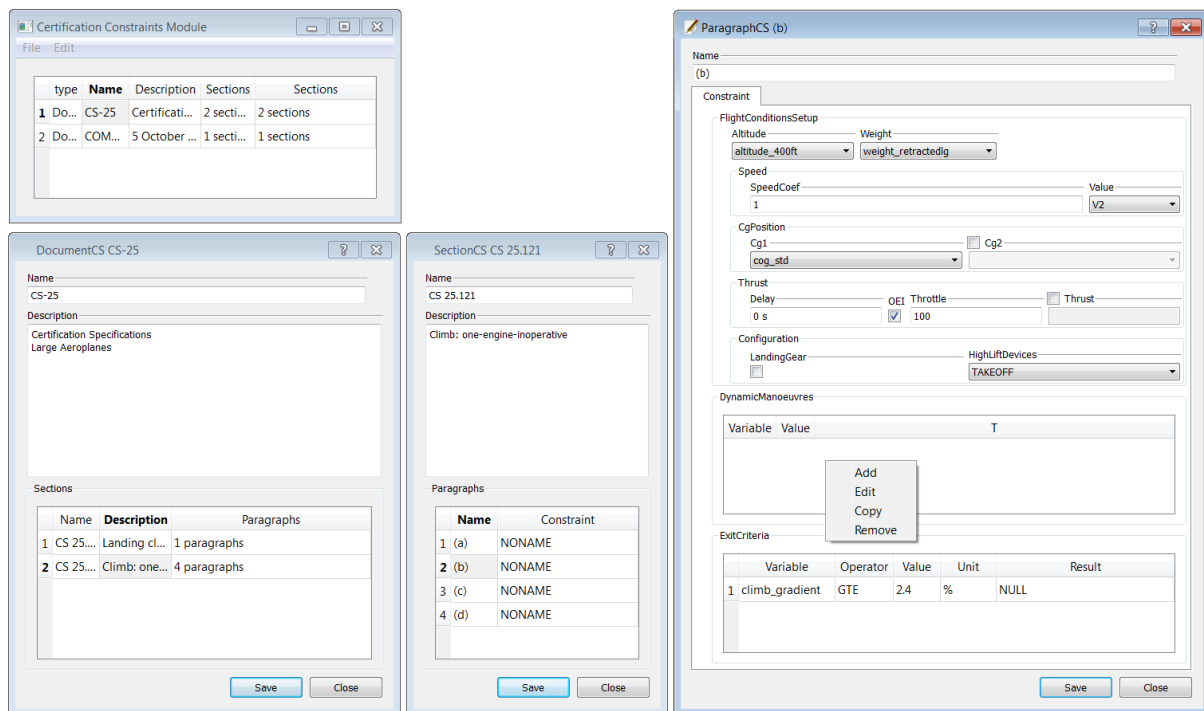 Certification Constraints Module
File Edit
type Name Description Sections Sections
1 Do... CS-25 Certificati... 2 secti... 2 sections
2 Do... COM... 5 October ... 1 secti... 1 sections
DocumentCS CS-25
Name
CS-25
Description
Certification Specifications
Large Aeroplanes
Sections
Name Description Paragraphs
1 CS 25.... Landing cl... 1 paragraphs
2 CS 25.... Climb: one... 4 paragraphs
Save Close
SectionCS CS 25.121
Name
CS 25.121
Description
Climb: one-engine-inoperative
Paragraphs
Name Constraint
1 (a) NONAME
2 (b) NONAME
3 (c) NONAME
4 (d) NONAME
Save Close
ParagraphCS (b)
Name
(b)
Constraint
FlightConditionsSetup
Altitude Weight
altitude_400ft weight_retractedlg
Speed
SpeedCoef Value
1 V2
CgPosition
Cg1 Cg2
cog_std
Thrust
Delay OEI Throttle Thrust
0 s 100
Configuration
LandingGear HighLiftDevices
TAKEOFF
DynamicManoeuvres
Variable Value T
Add
Edit
Copy
Remove
ExitCriteria
Variable Operator Value Unit Result
1 climb_gradient GTE 2.4 % NULL
Save Close